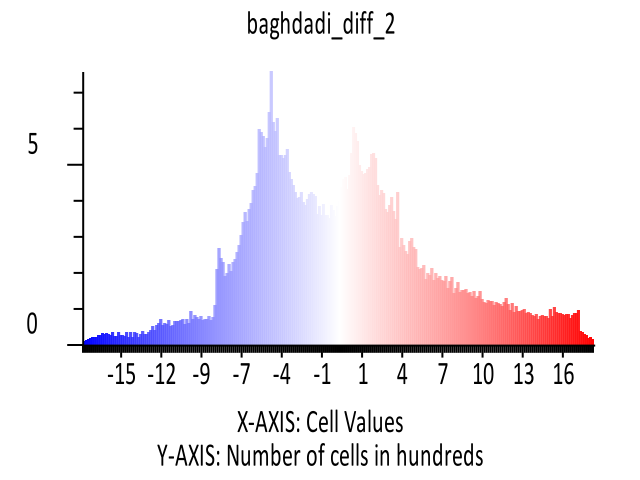 baghdadi_diff_2
5
0
-15 -12 -9 -7 -4 -1 1 4 7 10 13 16
X-AXIS: Cell Values
Y-AXIS: Number of cells in hundreds